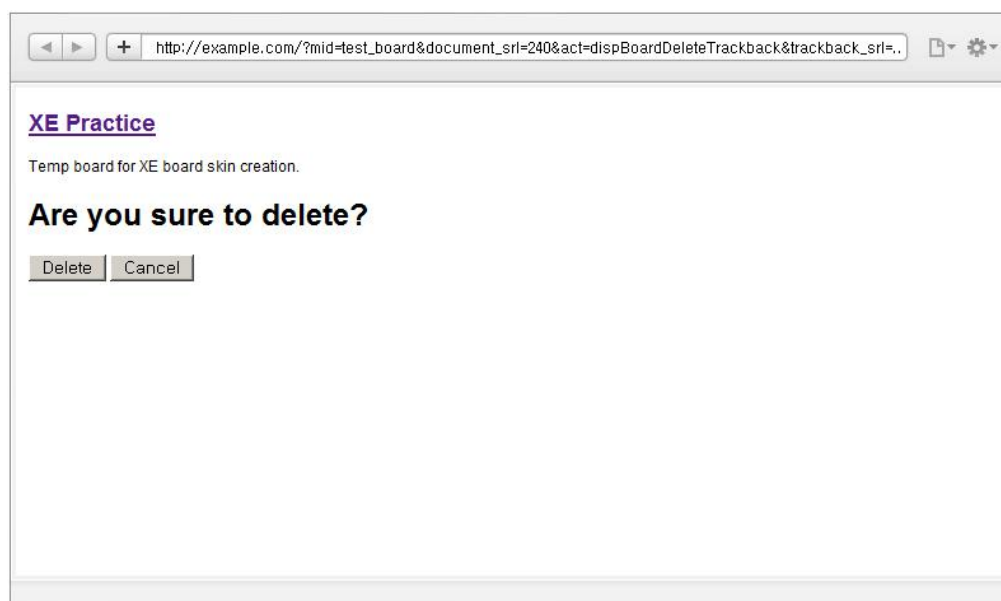 http://example.com/?mid=test_board&document_srl=240&act=dispBoardDeleteTrackback&trackback_srl=..
XE Practice
Temp board for XE board skin creation.
Are you sure to delete?
Delete Cancel